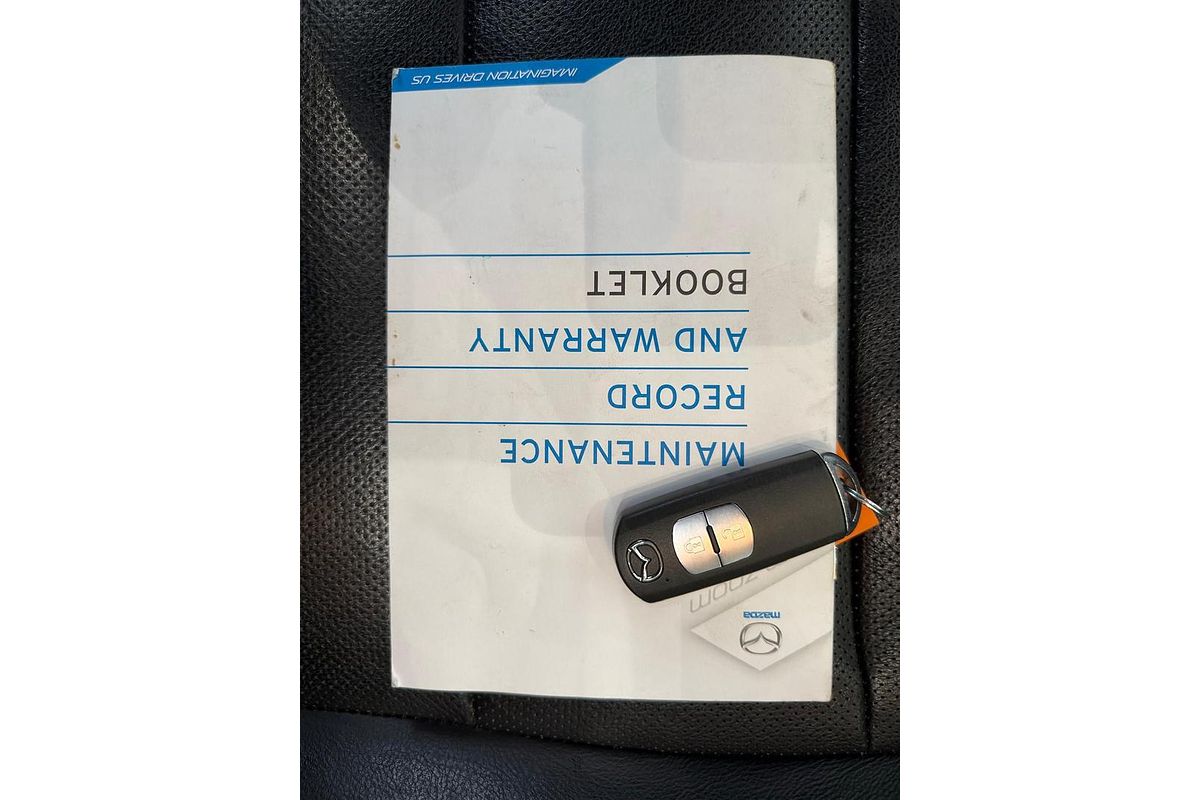 mazda
zoom
MAINTENANCE
RECORD
AND WARRANTY
BOOKLET
IMAGINATION DRIVES US